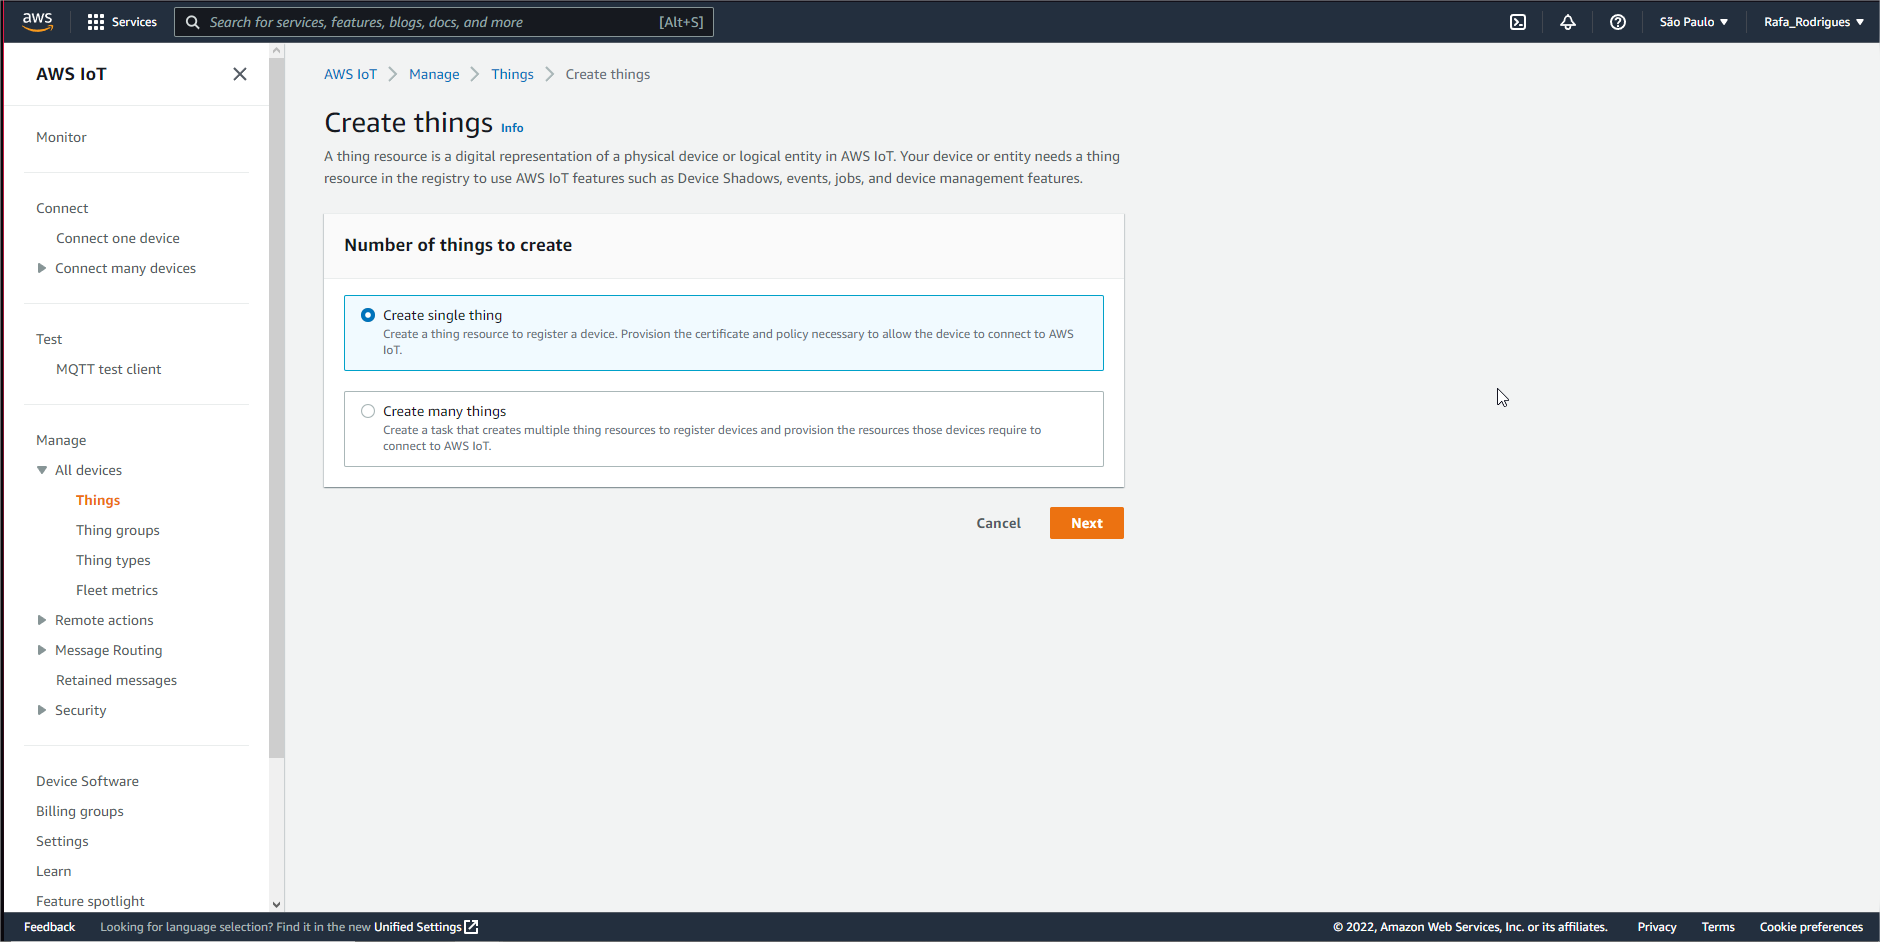 aws
Services
Search for services, features, blogs, docs, and more [Alt+S]
São Paulo
Rafa_Rodrigues
AWS IoT
Monitor
Connect
Connect one device
Connect many devices
Test
MQTT test client
Manage
All devices
Things
Thing groups
Thing types
Fleet metrics
Remote actions
Message Routing
Retained messages
Security
Device Software
Billing groups
Settings
Learn
Feature spotlight
AWS IoT Manage Things Create things
Create things Info
A thing resource is a digital representation of a physical device or logical entity in AWS IoT. Your device or entity needs a thing
resource in the registry to use AWS IoT features such as Device Shadows, events, jobs, and device management features.
Number of things to create
Create single thing
Create a thing resource to register a device. Provision the certificate and policy necessary to allow the device to connect to AWS
IoT.
Create many things
Create a task that creates multiple thing resources to register devices and provision the resources those devices require to
connect to AWS IoT.
Cancel
Next
Feedback
Looking for language selection? Find it in the new Unified Settings
© 2022, Amazon Web Services, Inc. or its affiliates.
Privacy
Terms
Cookie preferences